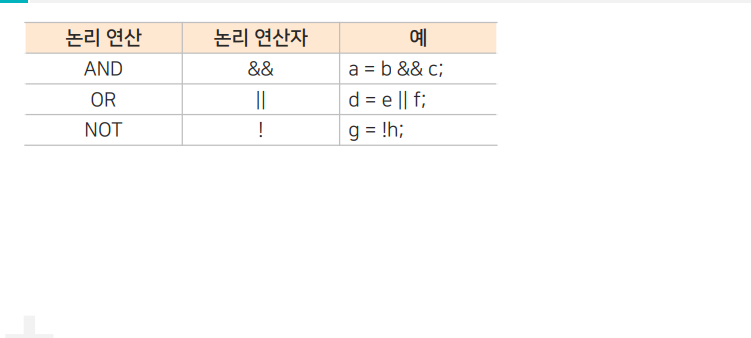 논리 연산 논리 연산자 예
AND && a = b && c;
OR || d = e || f;
NOT ! g = !h;